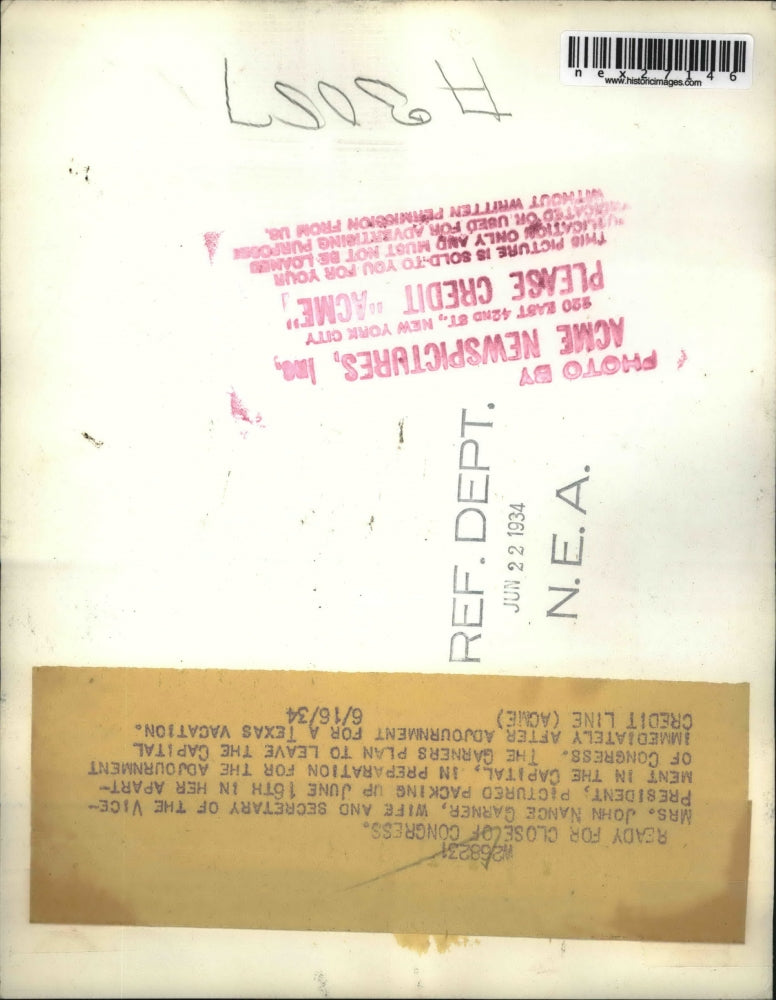 nex27146
www.historicimages.com
PHOTO BY
ACME NEWSPICTURES, Inc,
220 EAST 42ND ST., NEW YORK CITY
PLEASE CREDIT "ACME"
THIS PICTURE IS SOLD TO YOU FOR YOUR
PUBLICATION ONLY AND MUST NOT BE LOANED
OR USED FOR ADVERTISING PURPOSE
WITHOUT WRITTEN PERMISSION FROM US.
REF. DEPT.
JUN 22 1934
N. E. A.
W268231
READY FOR CLOSE OF CONGRESS.
MRS. JOHN NANCE GARNER, WIFE AND SECRETARY OF THE VICE-
PRESIDENT, PICTURED PACKING UP JUNE 16TH IN HER APART-
MENT IN THE CAPITAL, IN PREPARATION FOR THE ADJOURNMENT
OF CONGRESS. THE GARNERS PLAN TO LEAVE THE CAPITAL
IMMEDIATELY AFTER ADJOURNMENT FOR A TEXAS VACATION.
CREDIT LINE (ACME) 6/16/34